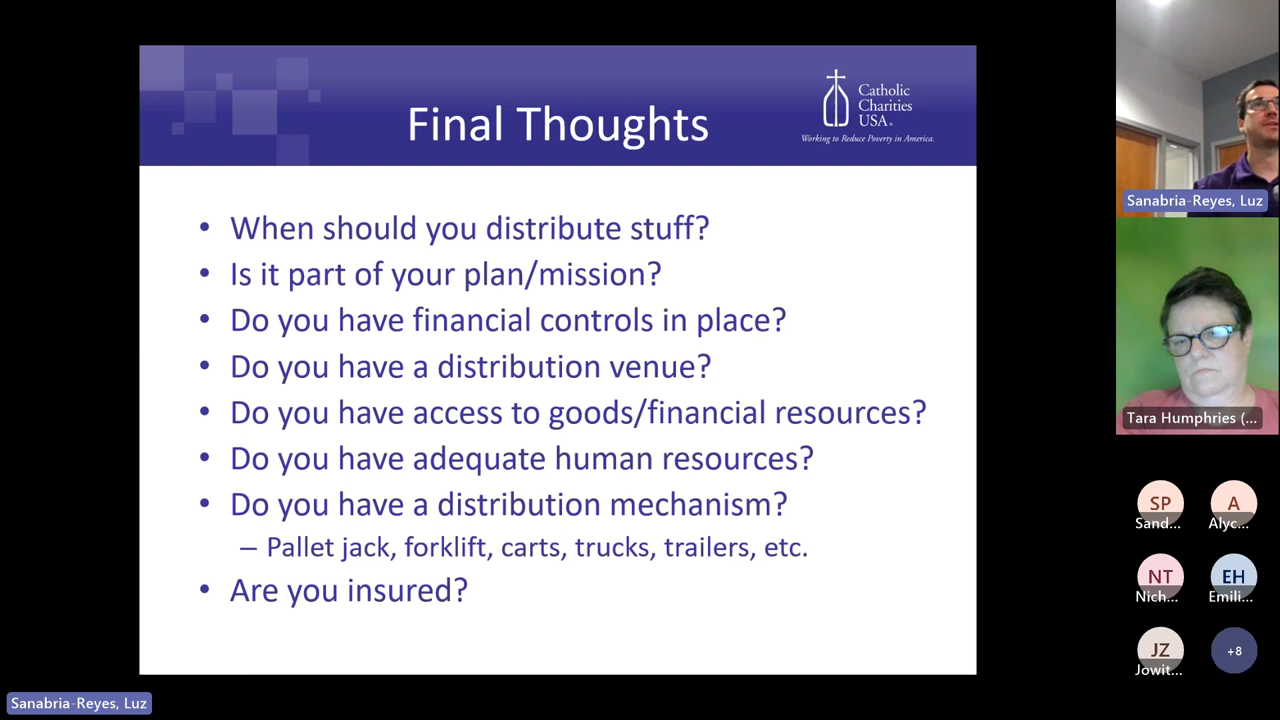 Final Thoughts
Catholic
Charities
USA®
Working to Reduce Poverty in America.
• When should you distribute stuff?
• Is it part of your plan/mission?
• Do you have financial controls in place?
• Do you have a distribution venue?
• Do you have access to goods/financial resources?
• Do you have adequate human resources?
• Do you have a distribution mechanism?
– Pallet jack, forklift, carts, trucks, trailers, etc.
• Are you insured?
Sanabria-Reyes, Luz
Tara Humphries (...
SP
Sand...
A
Alyc...
NT
Nich...
EH
Emili...
JZ
Jowit...
+8
Sanabria-Reyes, Luz